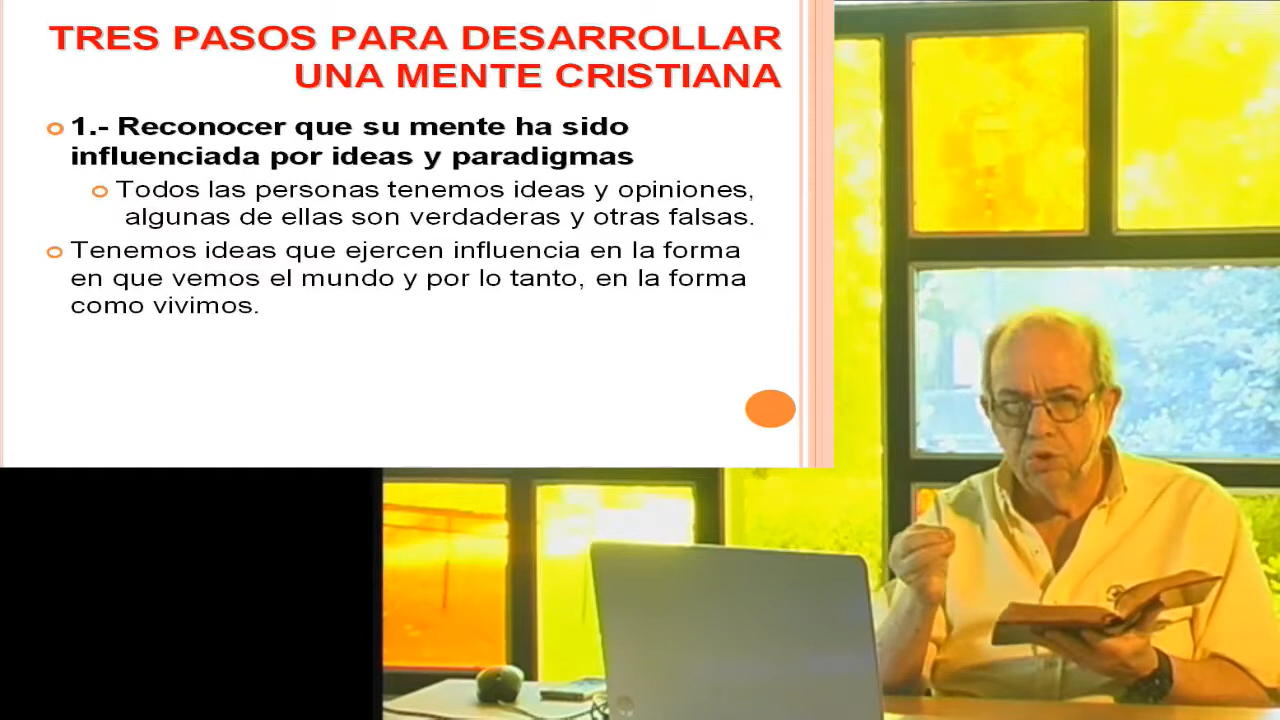 TRES PASOS PARA DESARROLLAR
UNA MENTE CRISTIANA
1.- Reconocer que su mente ha sido
influenciada por ideas y paradigmas
Todos las personas tenemos ideas y opiniones,
algunas de ellas son verdaderas y otras falsas.
Tenemos ideas que ejercen influencia en la forma
en que vemos el mundo y por lo tanto, en la forma
como vivimos.